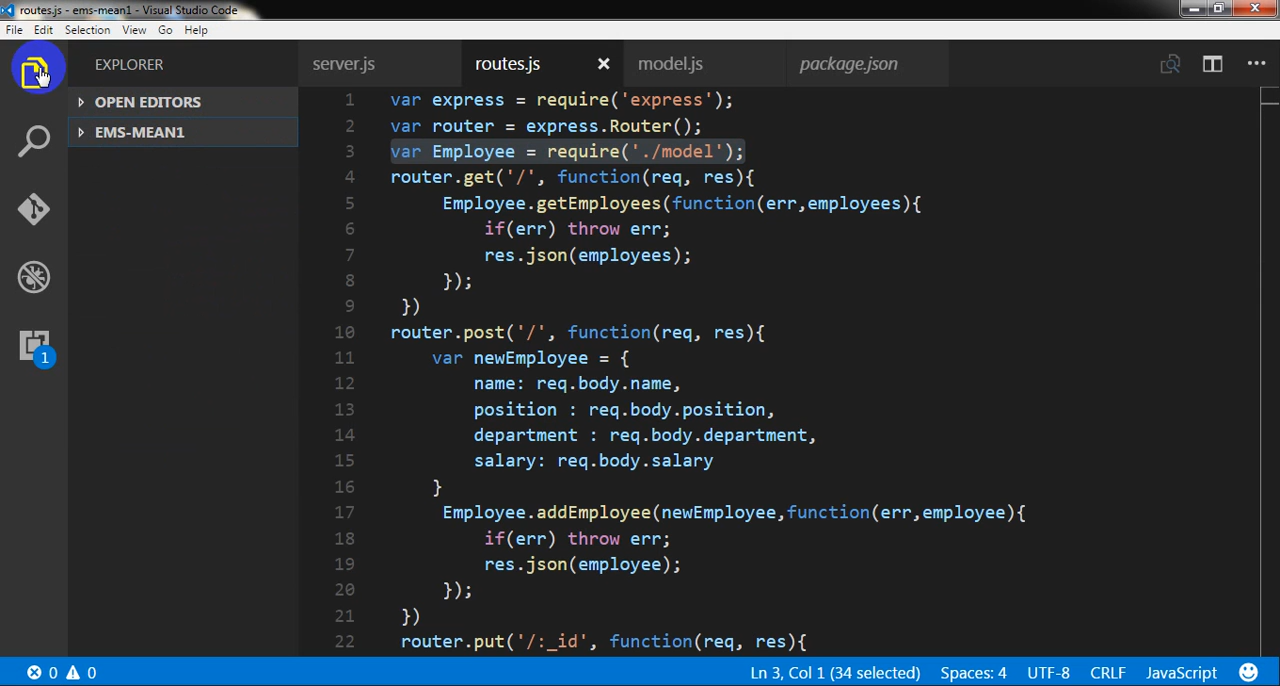 routes.js - ems-mean1 - Visual Studio Code
File Edit Selection View Go Help
EXPLORER
OPEN EDITORS
EMS-MEAN1
1
server.js routes.js model.js package.json
1 var express = require('express');
2 var router = express.Router();
3 var Employee = require('./model');
4 router.get('/', function(req, res){
5 Employee.getEmployees(function(err,employees){
6 if(err) throw err;
7 res.json(employees);
8 });
9 })
10 router.post('/', function(req, res){
11 var newEmployee = {
12 name: req.body.name,
13 position : req.body.position,
14 department : req.body.department,
15 salary: req.body.salary
16 }
17 Employee.addEmployee(newEmployee,function(err,employee){
18 if(err) throw err;
19 res.json(employee);
20 });
21 })
22 router.put('/:_id', function(req, res){
0 0 Ln 3, Col 1 (34 selected) Spaces: 4 UTF-8 CRLF JavaScript